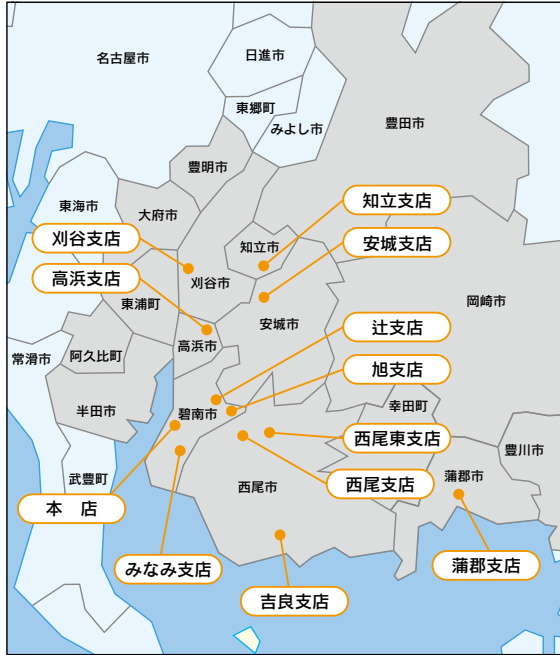 日進市
名古屋市
東郷町
みよし市
豊田市
豊明市
東海市
大府市
知立支店
刈谷支店
知立市
安城支店
高浜支店
刈谷市
東浦町
岡崎市
安城市
辻支店
高浜市
常滑市
阿久比町
旭支店
半田市
碧南市
幸田町
西尾東支店
豊川市
武豊町
西尾市
西尾支店
蒲郡市
本　店
みなみ支店
蒲郡支店
吉良支店